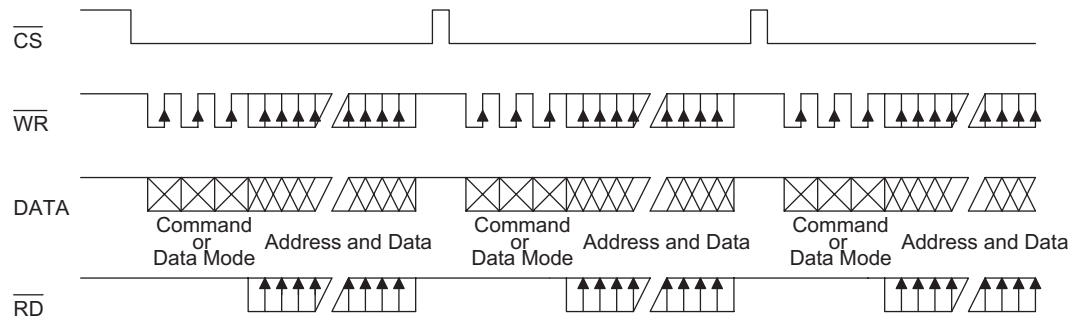 CS
WR
DATA
Command
or
Data Mode
Address and Data
Command
or
Data Mode
Address and Data
Command
or
Data Mode
Address and Data
RD